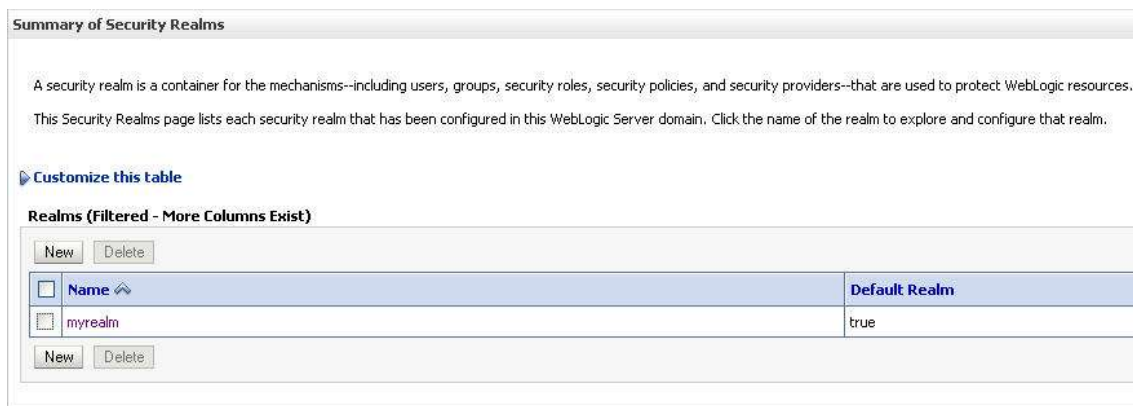 Summary of Security Realms
A security realm is a container for the mechanisms--including users, groups, security roles, security policies, and security providers--that are used to protect WebLogic resources.
This Security Realms page lists each security realm that has been configured in this WebLogic Server domain. Click the name of the realm to explore and configure that realm.
Customize this table
Realms (Filtered - More Columns Exist)
New Delete
Name Default Realm
myrealm true
New Delete